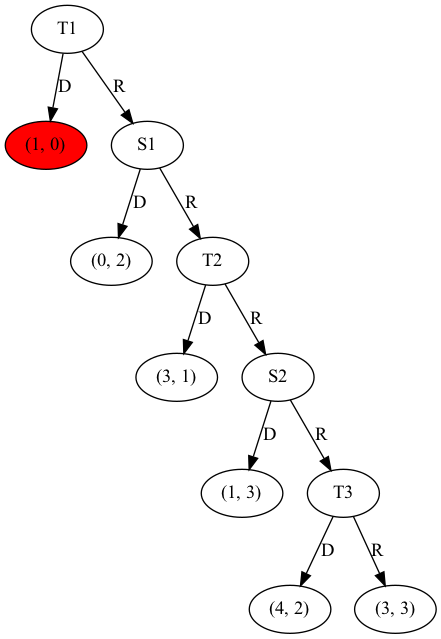 T1
D
R
(1, 0)
S1
D
R
(0, 2)
T2
D
R
(3, 1)
S2
D
R
(1, 3)
T3
D
R
(4, 2)
(3, 3)